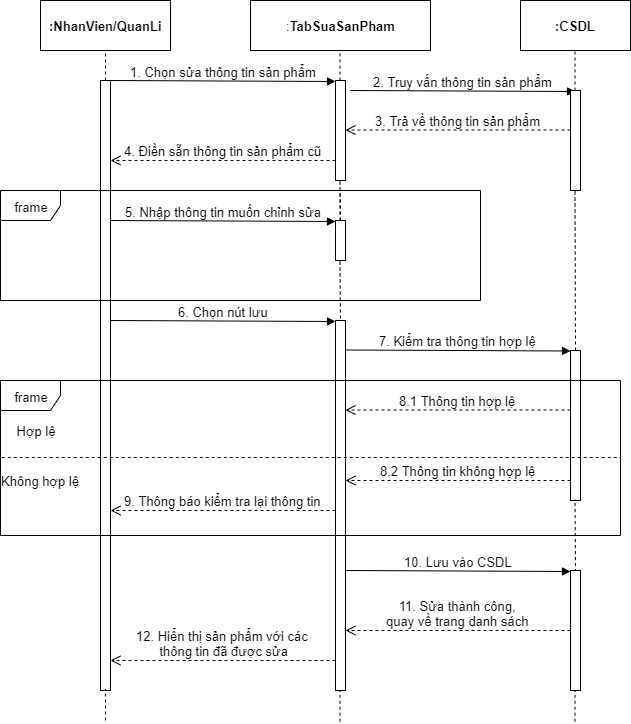 :NhanVien/QuanLi
:TabSuaSanPham
:CSDL
1. Chọn sửa thông tin sản phẩm
2. Truy vấn thông tin sản phẩm
3. Trả về thông tin sản phẩm
4. Điền sẵn thông tin sản phẩm cũ
frame
5. Nhập thông tin muốn chỉnh sửa
6. Chọn nút lưu
7. Kiểm tra thông tin hợp lệ
frame
8.1 Thông tin hợp lệ
Hợp lệ
8.2 Thông tin không hợp lệ
Không hợp lệ
9. Thông báo kiểm tra lại thông tin
10. Lưu vào CSDL
11. Sửa thành công,
quay về trang danh sách
12. Hiển thị sản phẩm với các
thông tin đã được sửa